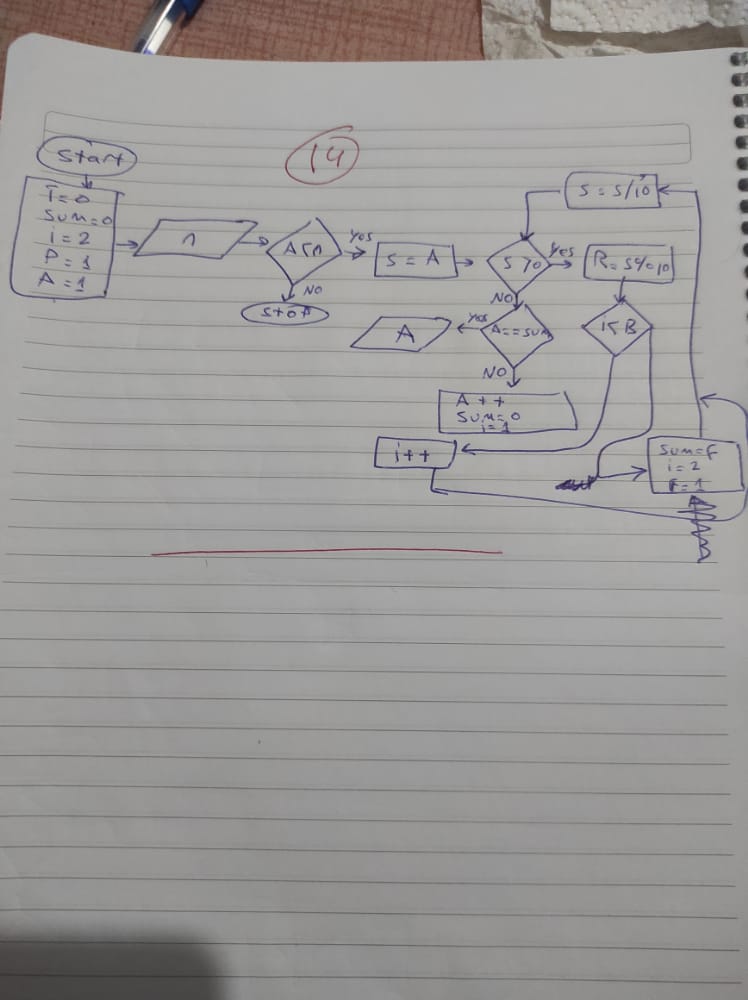 14
Start
I=0
SUM=0
i=2
P=1
A=1
n
A<n
Yes
NO
Stop
S = A
S>0
Yes
NO
R=S%10
S = S/10
i<B
A==SUM
Yes
A
NO
A++
SUM=0
i=1
i++
SUM=F
i=2
F=1